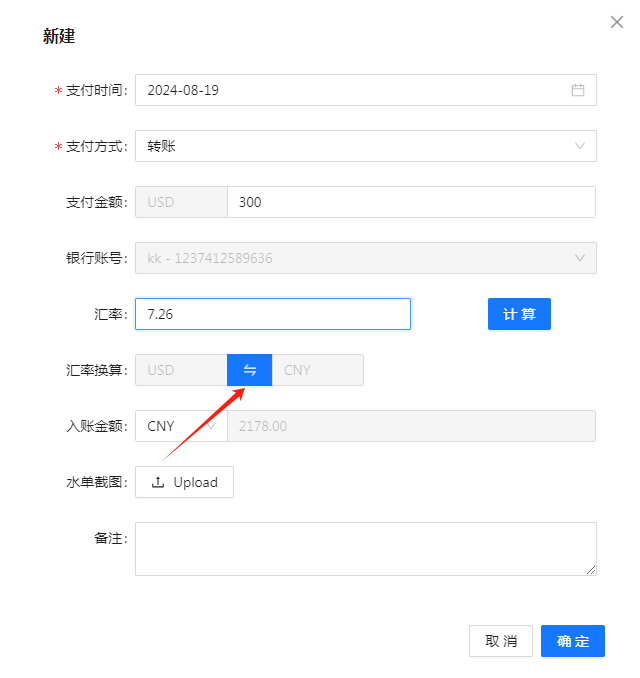 新建
* 支付时间: 2024-08-19
* 支付方式: 转账
支付金额: USD 300
银行账号: kk - 1237412589636
汇率: 7.26 计算
汇率换算: USD CNY
入账金额: CNY 2178.00
水单截图: Upload
备注:
取消 确定